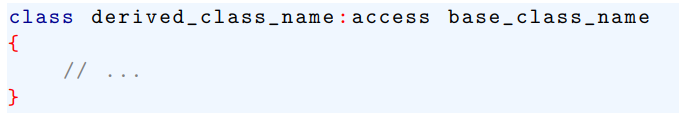 class derived_class_name:access base_class_name
{
    // ...
}